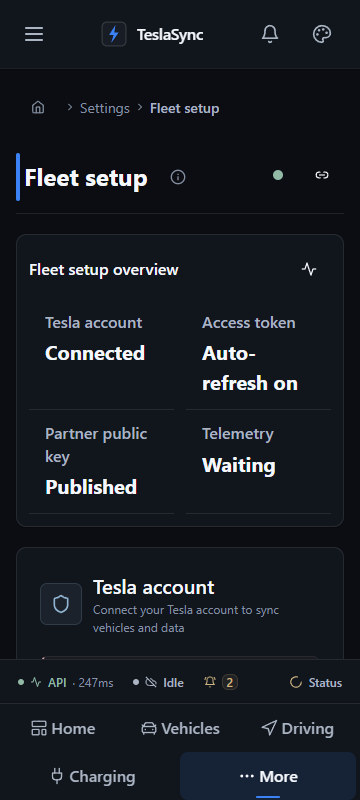 TeslaSync
Settings
Fleet setup
Fleet setup
Fleet setup overview
Tesla account
Connected
Access token
Auto-
refresh on
Partner public
key
Published
Telemetry
Waiting
Tesla account
Connect your Tesla account to sync
vehicles and data
API · 247ms
Idle
2
Status
Home
Vehicles
Driving
Charging
More